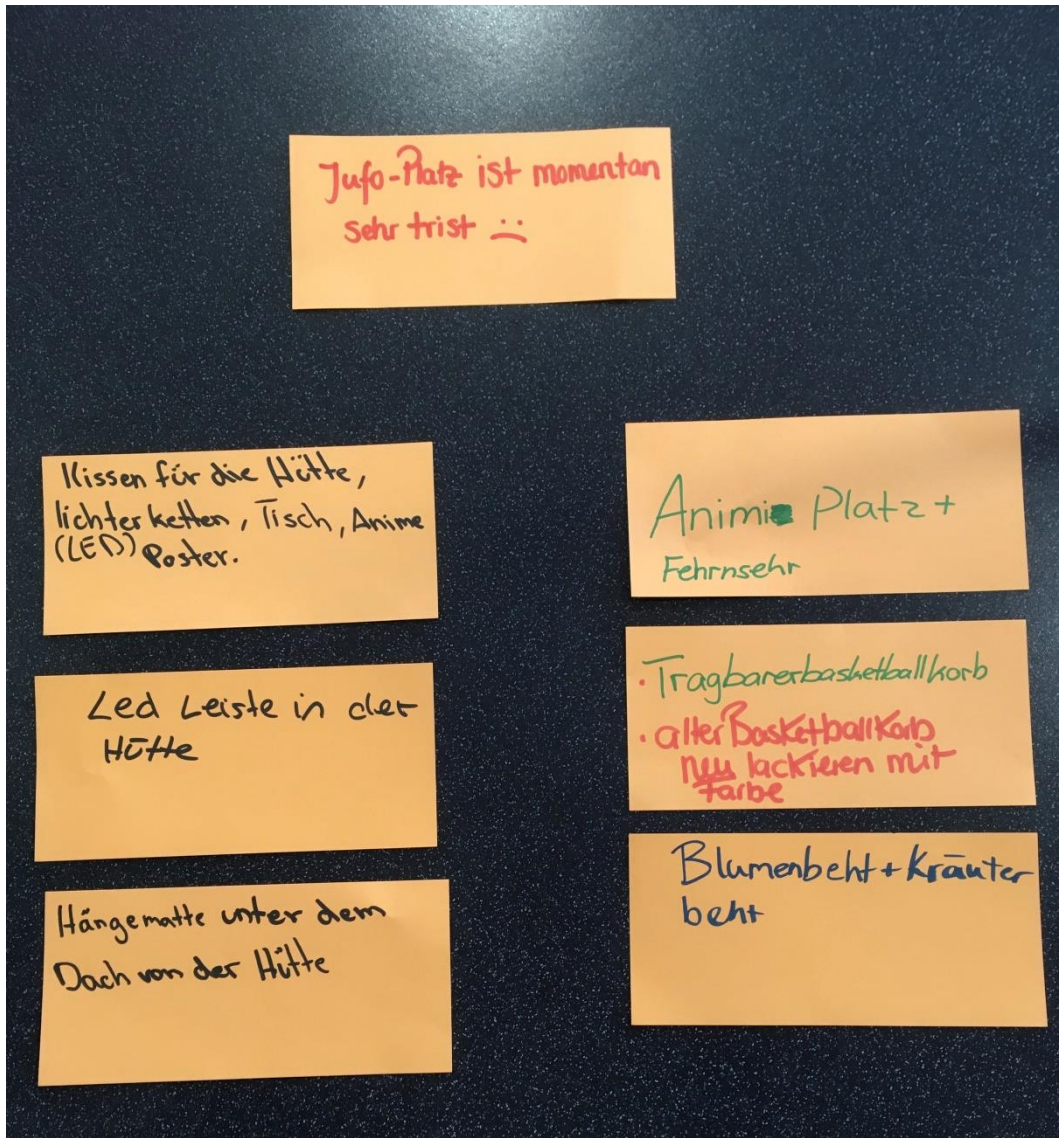 Jufo-Platz ist momentan
sehr trist
Kissen für die Hütte,
lichterketten, Tisch, Anime
(LED) Poster.
Led Leiste in der
Hütte
Hängematte unter dem
Dach von der Hütte
Animi Platz +
Fehrnsehr
· Tragbarerbasketballkorb
· alter Basketballkorb
neu lackieren mit
farbe
Blumenbeht + Kräuter
beht